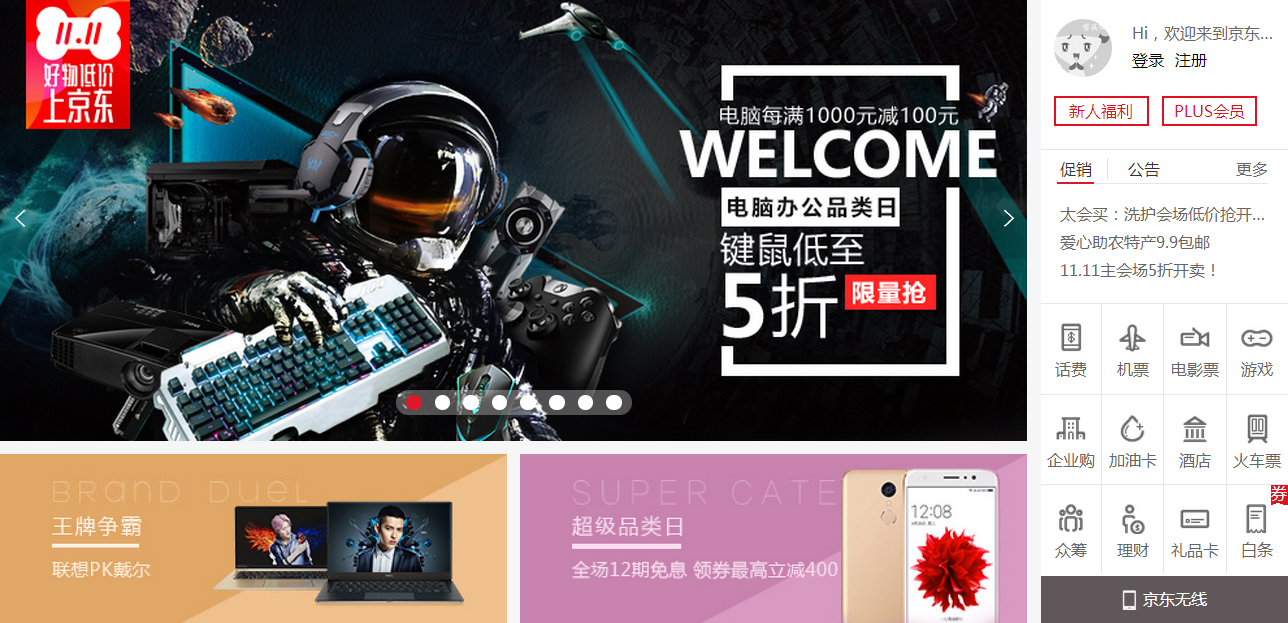 11.11
好物低价
上京东
电脑每满1000元减100元
WELCOME
电脑办公品类日
键鼠低至
5折 限量抢
BRanD DUEL
王牌争霸
联想PK戴尔
SUPER CATE
超级品类日
全场12期免息 领券最高立减400
12:08
Hi，欢迎来到京东...
登录 注册
新人福利 PLUS会员
促销 公告 更多
太会买：洗护会场低价抢开...
爱心助农特产9.9包邮
11.11主会场5折开卖！
话费 机票 电影票 游戏
企业购 加油卡 酒店 火车票
券
众筹 理财 礼品卡 白条
京东无线